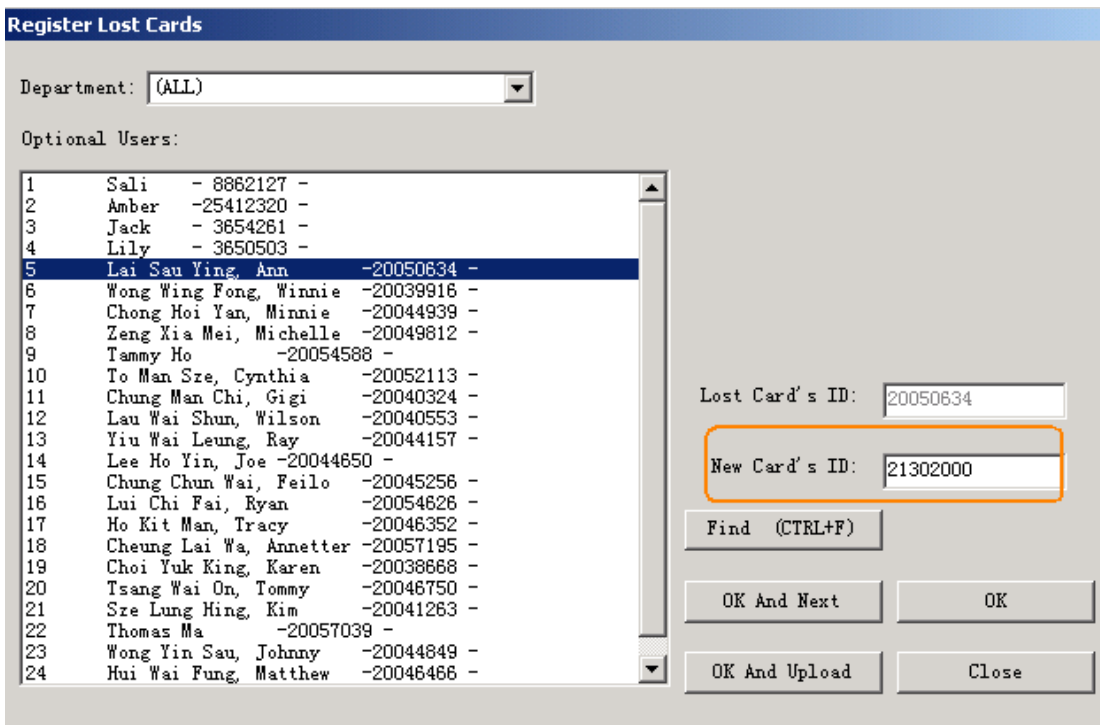 Register Lost Cards
Department: (ALL)
Optional Users:
1 Sali - 8862127 -
2 Amber -25412320 -
3 Jack - 3654261 -
4 Lily - 3650503 -
5 Lai Sau Ying, Ann -20050634 -
6 Wong Wing Fong, Winnie -20039916 -
7 Chong Hoi Yan, Minnie -20044939 -
8 Zeng Xia Mei, Michelle -20049812 -
9 Tammy Ho -20054588 -
10 To Man Sze, Cynthia -20052113 -
11 Chung Man Chi, Gigi -20040324 -
12 Lau Wai Shun, Wilson -20040553 -
13 Yiu Wai Leung, Ray -20044157 -
14 Lee Ho Yin, Joe -20044650 -
15 Chung Chun Wai, Feilo -20045256 -
16 Lui Chi Fai, Ryan -20054626 -
17 Ho Kit Man, Tracy -20046352 -
18 Cheung Lai Wa, Annetter -20057195 -
19 Choi Yuk King, Karen -20038668 -
20 Tsang Wai On, Tommy -20046750 -
21 Sze Lung Hing, Kim -20041263 -
22 Thomas Ma -20057039 -
23 Wong Yin Sau, Johnny -20044849 -
24 Hui Wai Fung, Matthew -20046466 -
Lost Card's ID: 20050634
New Card's ID: 21302000
Find (CTRL+F)
OK And Next OK
OK And Upload Close